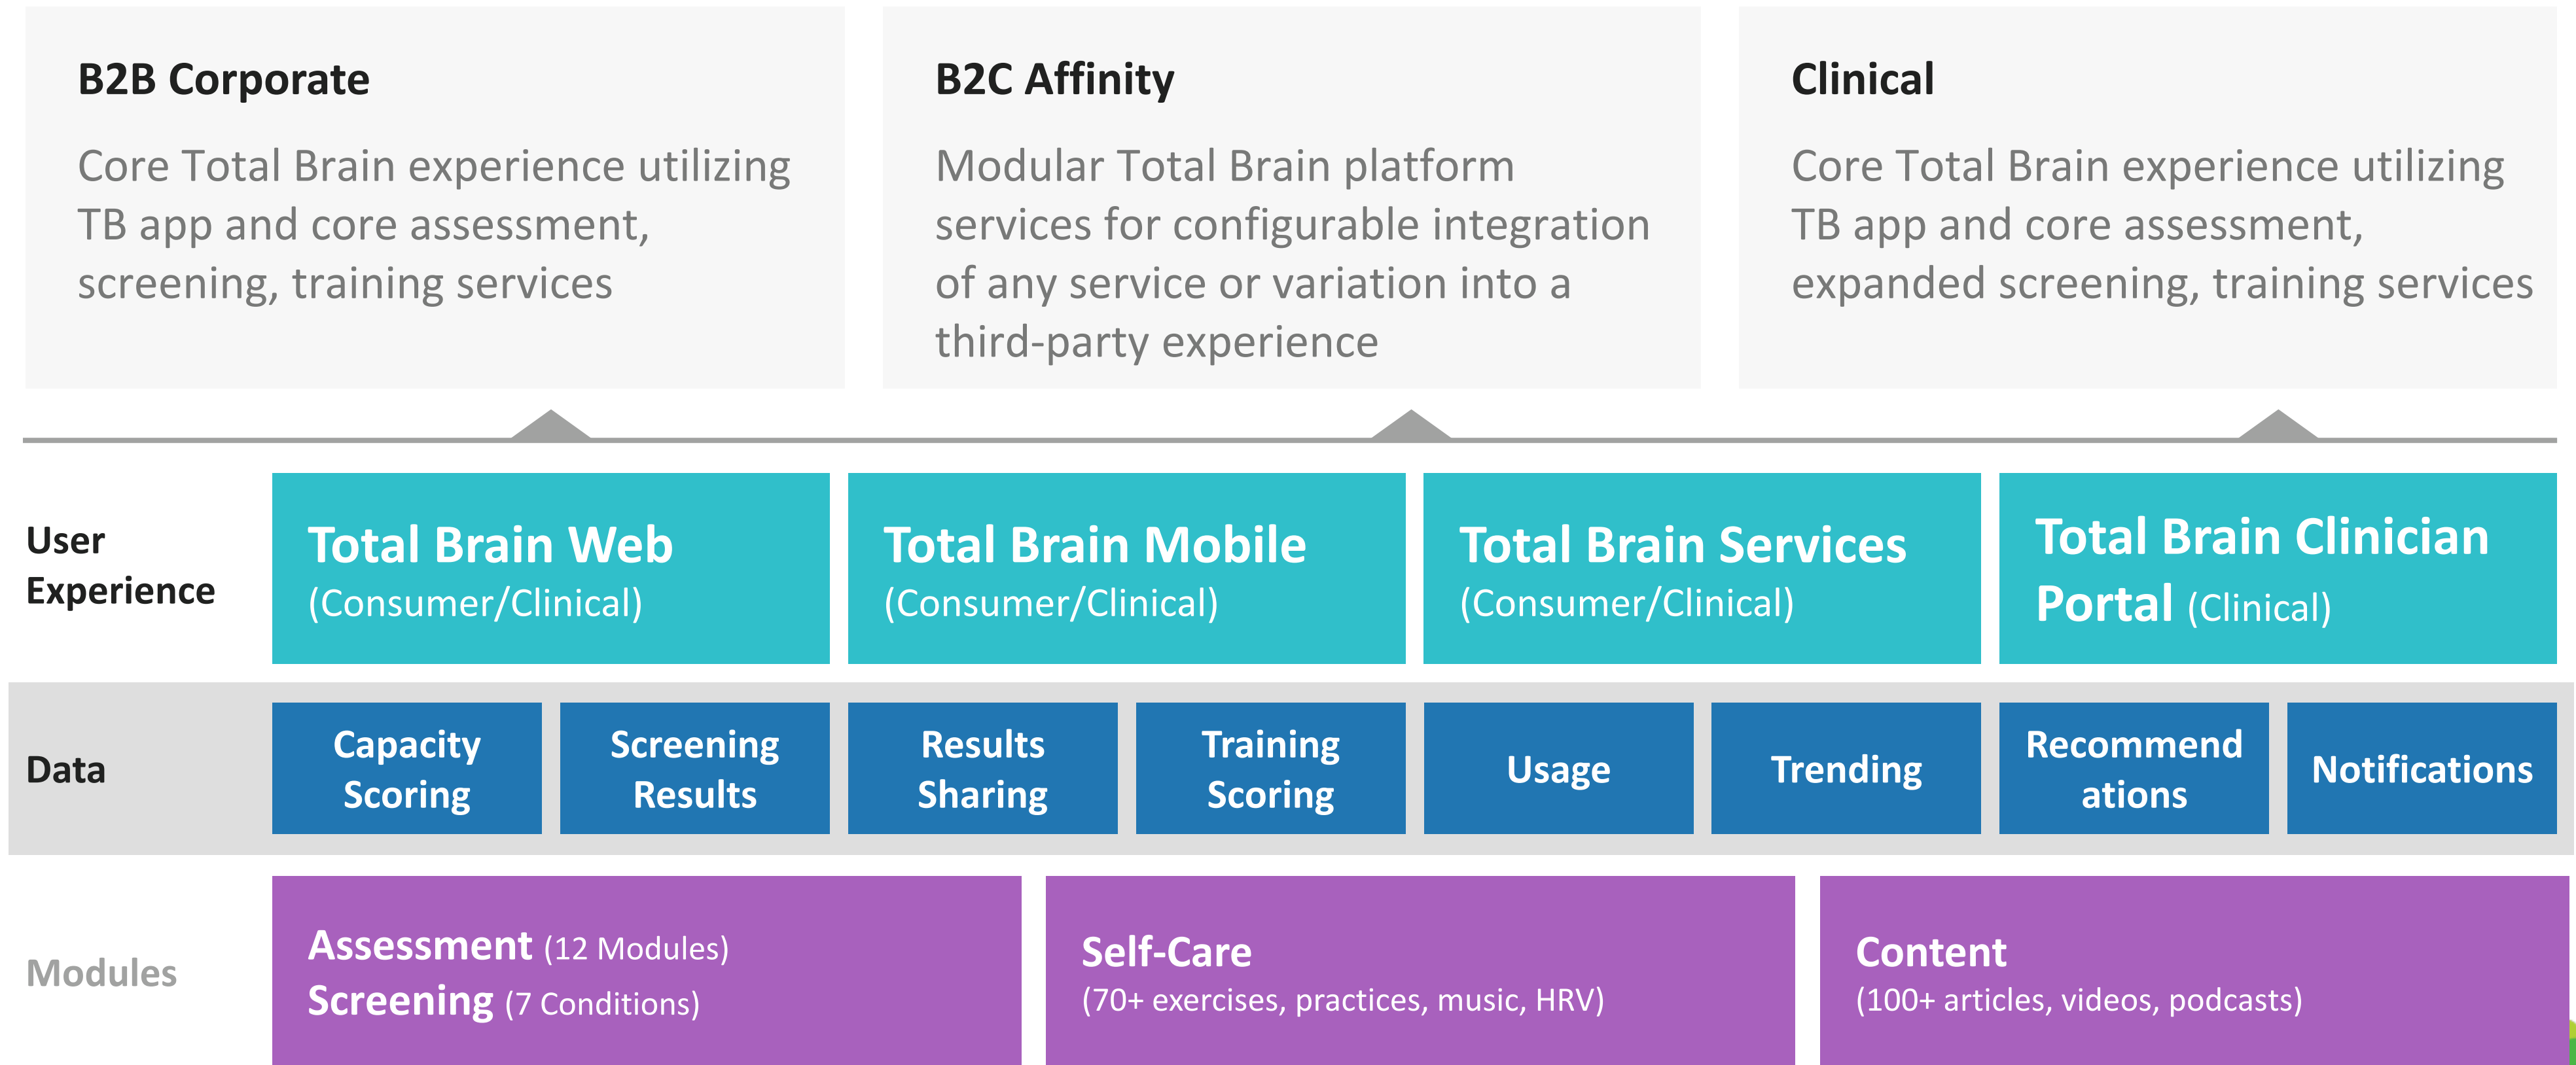 B2B Corporate
Core Total Brain experience utilizing
TB app and core assessment,
screening, training services
B2C Affinity
Modular Total Brain platform
services for configurable integration
of any service or variation into a
third-party experience
Clinical
Core Total Brain experience utilizing
TB app and core assessment,
expanded screening, training services
User
Experience
Total Brain Web
(Consumer/Clinical)
Total Brain Mobile
(Consumer/Clinical)
Total Brain Services
(Consumer/Clinical)
Total Brain Clinician
Portal (Clinical)
Data
Capacity
Scoring
Screening
Results
Results
Sharing
Training
Scoring
Usage
Trending
Recommend
ations
Notifications
Modules
Assessment (12 Modules)
Screening (7 Conditions)
Self-Care
(70+ exercises, practices, music, HRV)
Content
(100+ articles, videos, podcasts)